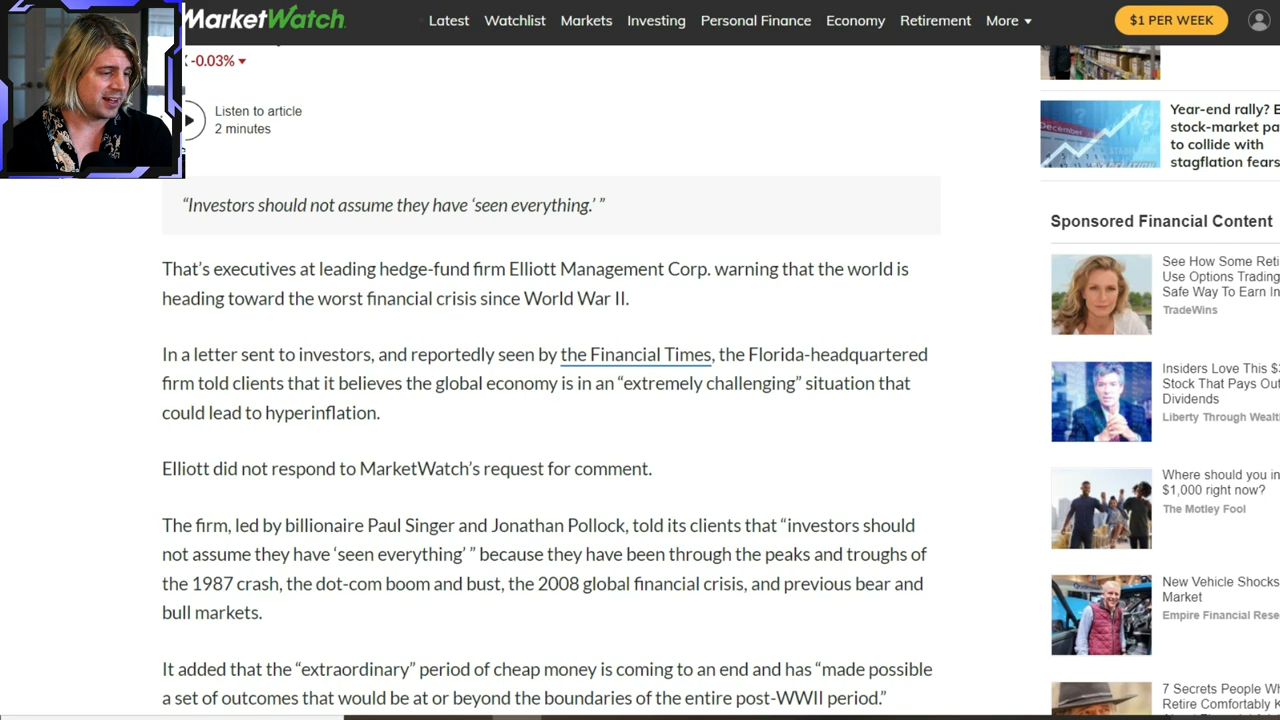 MarketWatch
Latest Watchlist Markets Investing Personal Finance Economy Retirement More
$1 PER WEEK
-0.03%
Listen to article
2 minutes
“Investors should not assume they have ‘seen everything.’ ”
That’s executives at leading hedge-fund firm Elliott Management Corp. warning that the world is
heading toward the worst financial crisis since World War II.
In a letter sent to investors, and reportedly seen by the Financial Times, the Florida-headquartered
firm told clients that it believes the global economy is in an “extremely challenging” situation that
could lead to hyperinflation.
Elliott did not respond to MarketWatch’s request for comment.
The firm, led by billionaire Paul Singer and Jonathan Pollock, told its clients that “investors should
not assume they have ‘seen everything’ ” because they have been through the peaks and troughs of
the 1987 crash, the dot-com boom and bust, the 2008 global financial crisis, and previous bear and
bull markets.
It added that the “extraordinary” period of cheap money is coming to an end and has “made possible
a set of outcomes that would be at or beyond the boundaries of the entire post-WWII period.”
December
Year-end rally? B
stock-market pa
to collide with
stagflation fears
Sponsored Financial Content
See How Some Reti
Use Options Trading
Safe Way To Earn In
TradeWins
Insiders Love This $
Stock That Pays Out
Dividends
Liberty Through Wealt
Where should you in
$1,000 right now?
The Motley Fool
New Vehicle Shocks
Market
Empire Financial Rese
7 Secrets People Wh
Retire Comfortably K